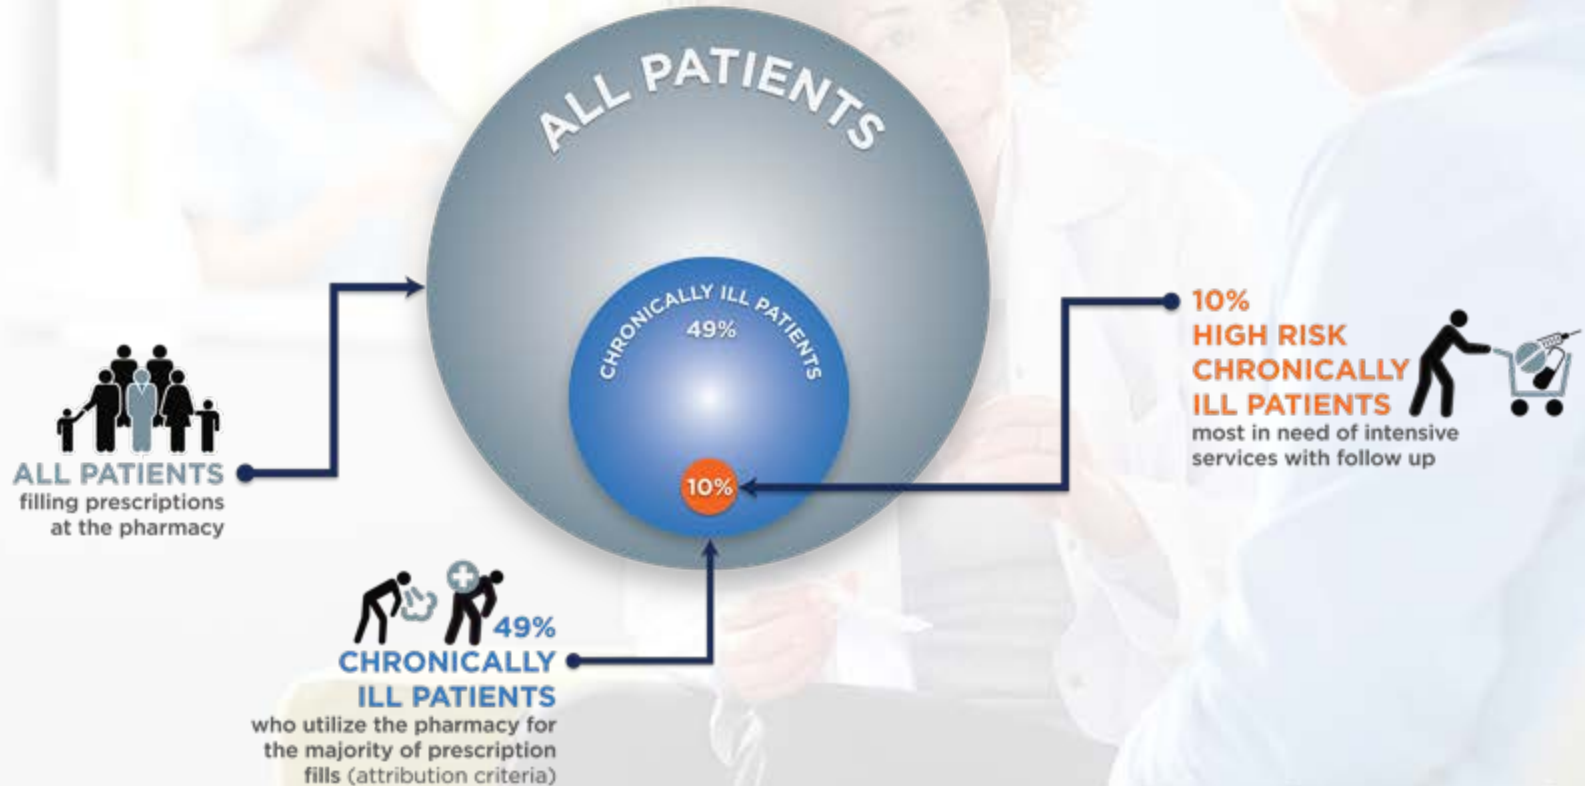 ALL PATIENTS
CHRONICALLY ILL PATIENTS
49%
10%
ALL PATIENTS
filling prescriptions
at the pharmacy
49%
CHRONICALLY
ILL PATIENTS
who utilize the pharmacy for
the majority of prescription
fills (attribution criteria)
10%
HIGH RISK
CHRONICALLY
ILL PATIENTS
most in need of intensive
services with follow up